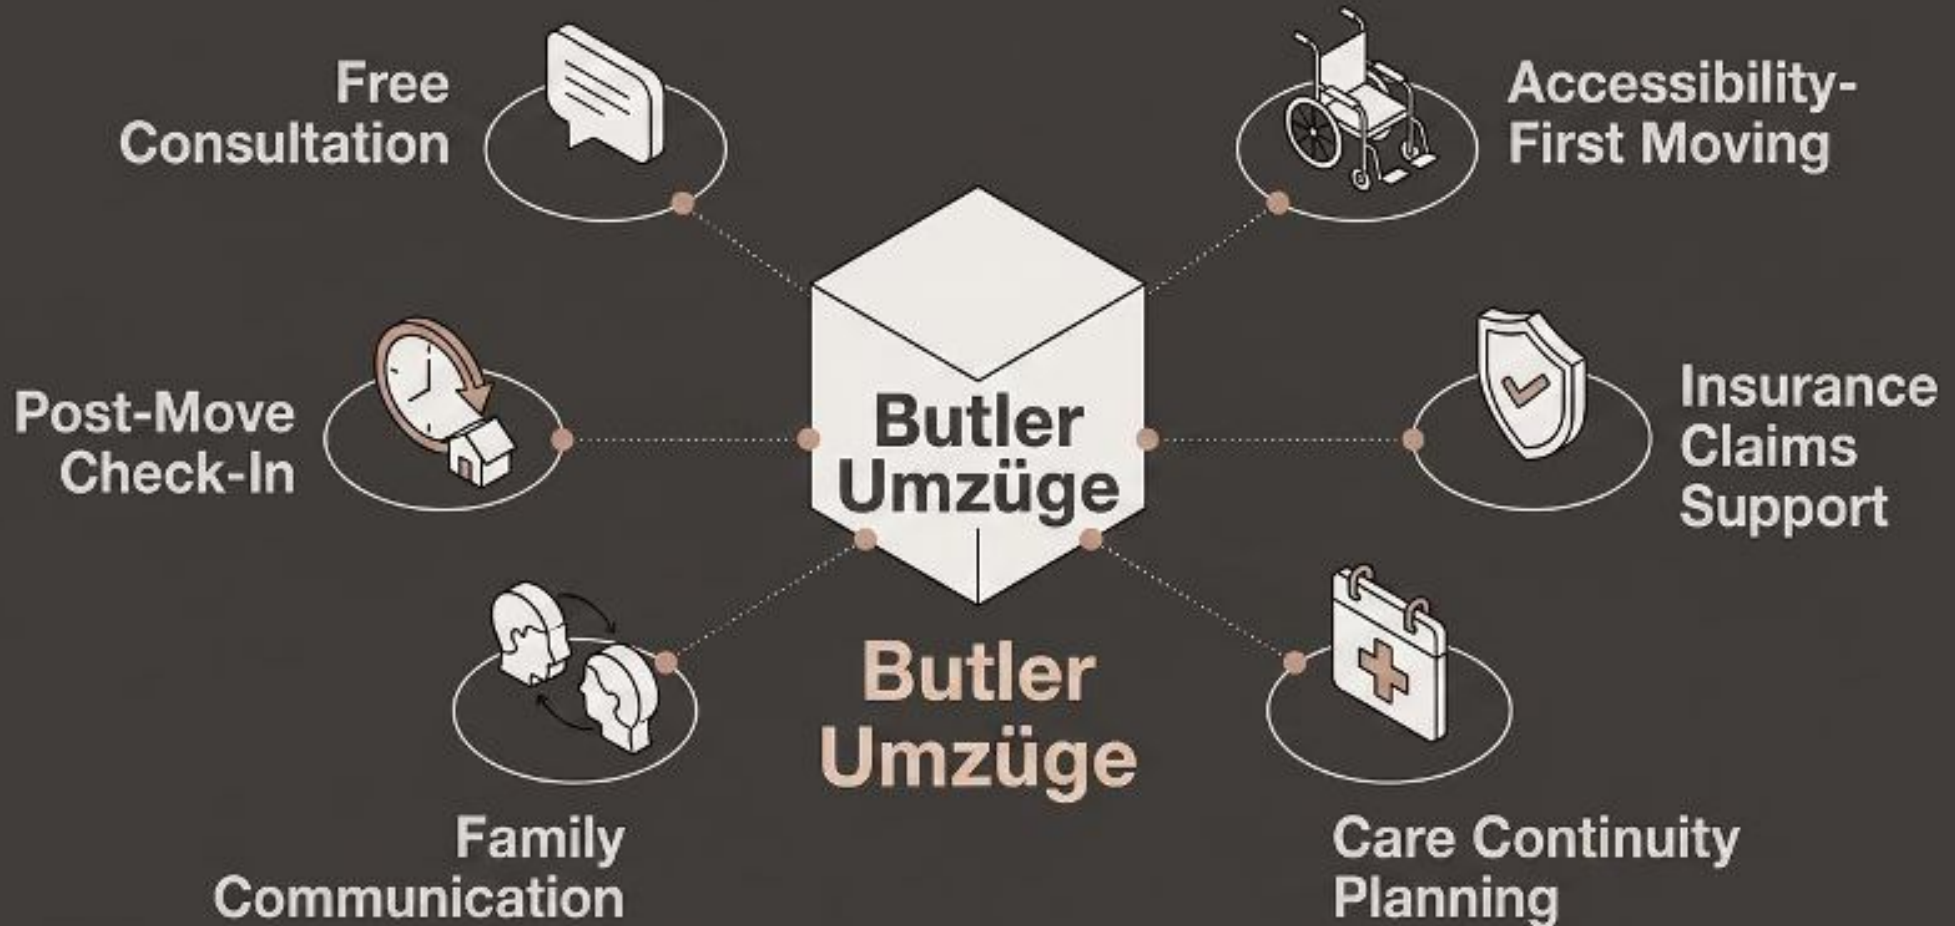 Free
Consultation
Accessibility-
First Moving
Post-Move
Check-In
Butler
Umzüge
Insurance
Claims
Support
Butler
Umzüge
Family
Communication
Care Continuity
Planning